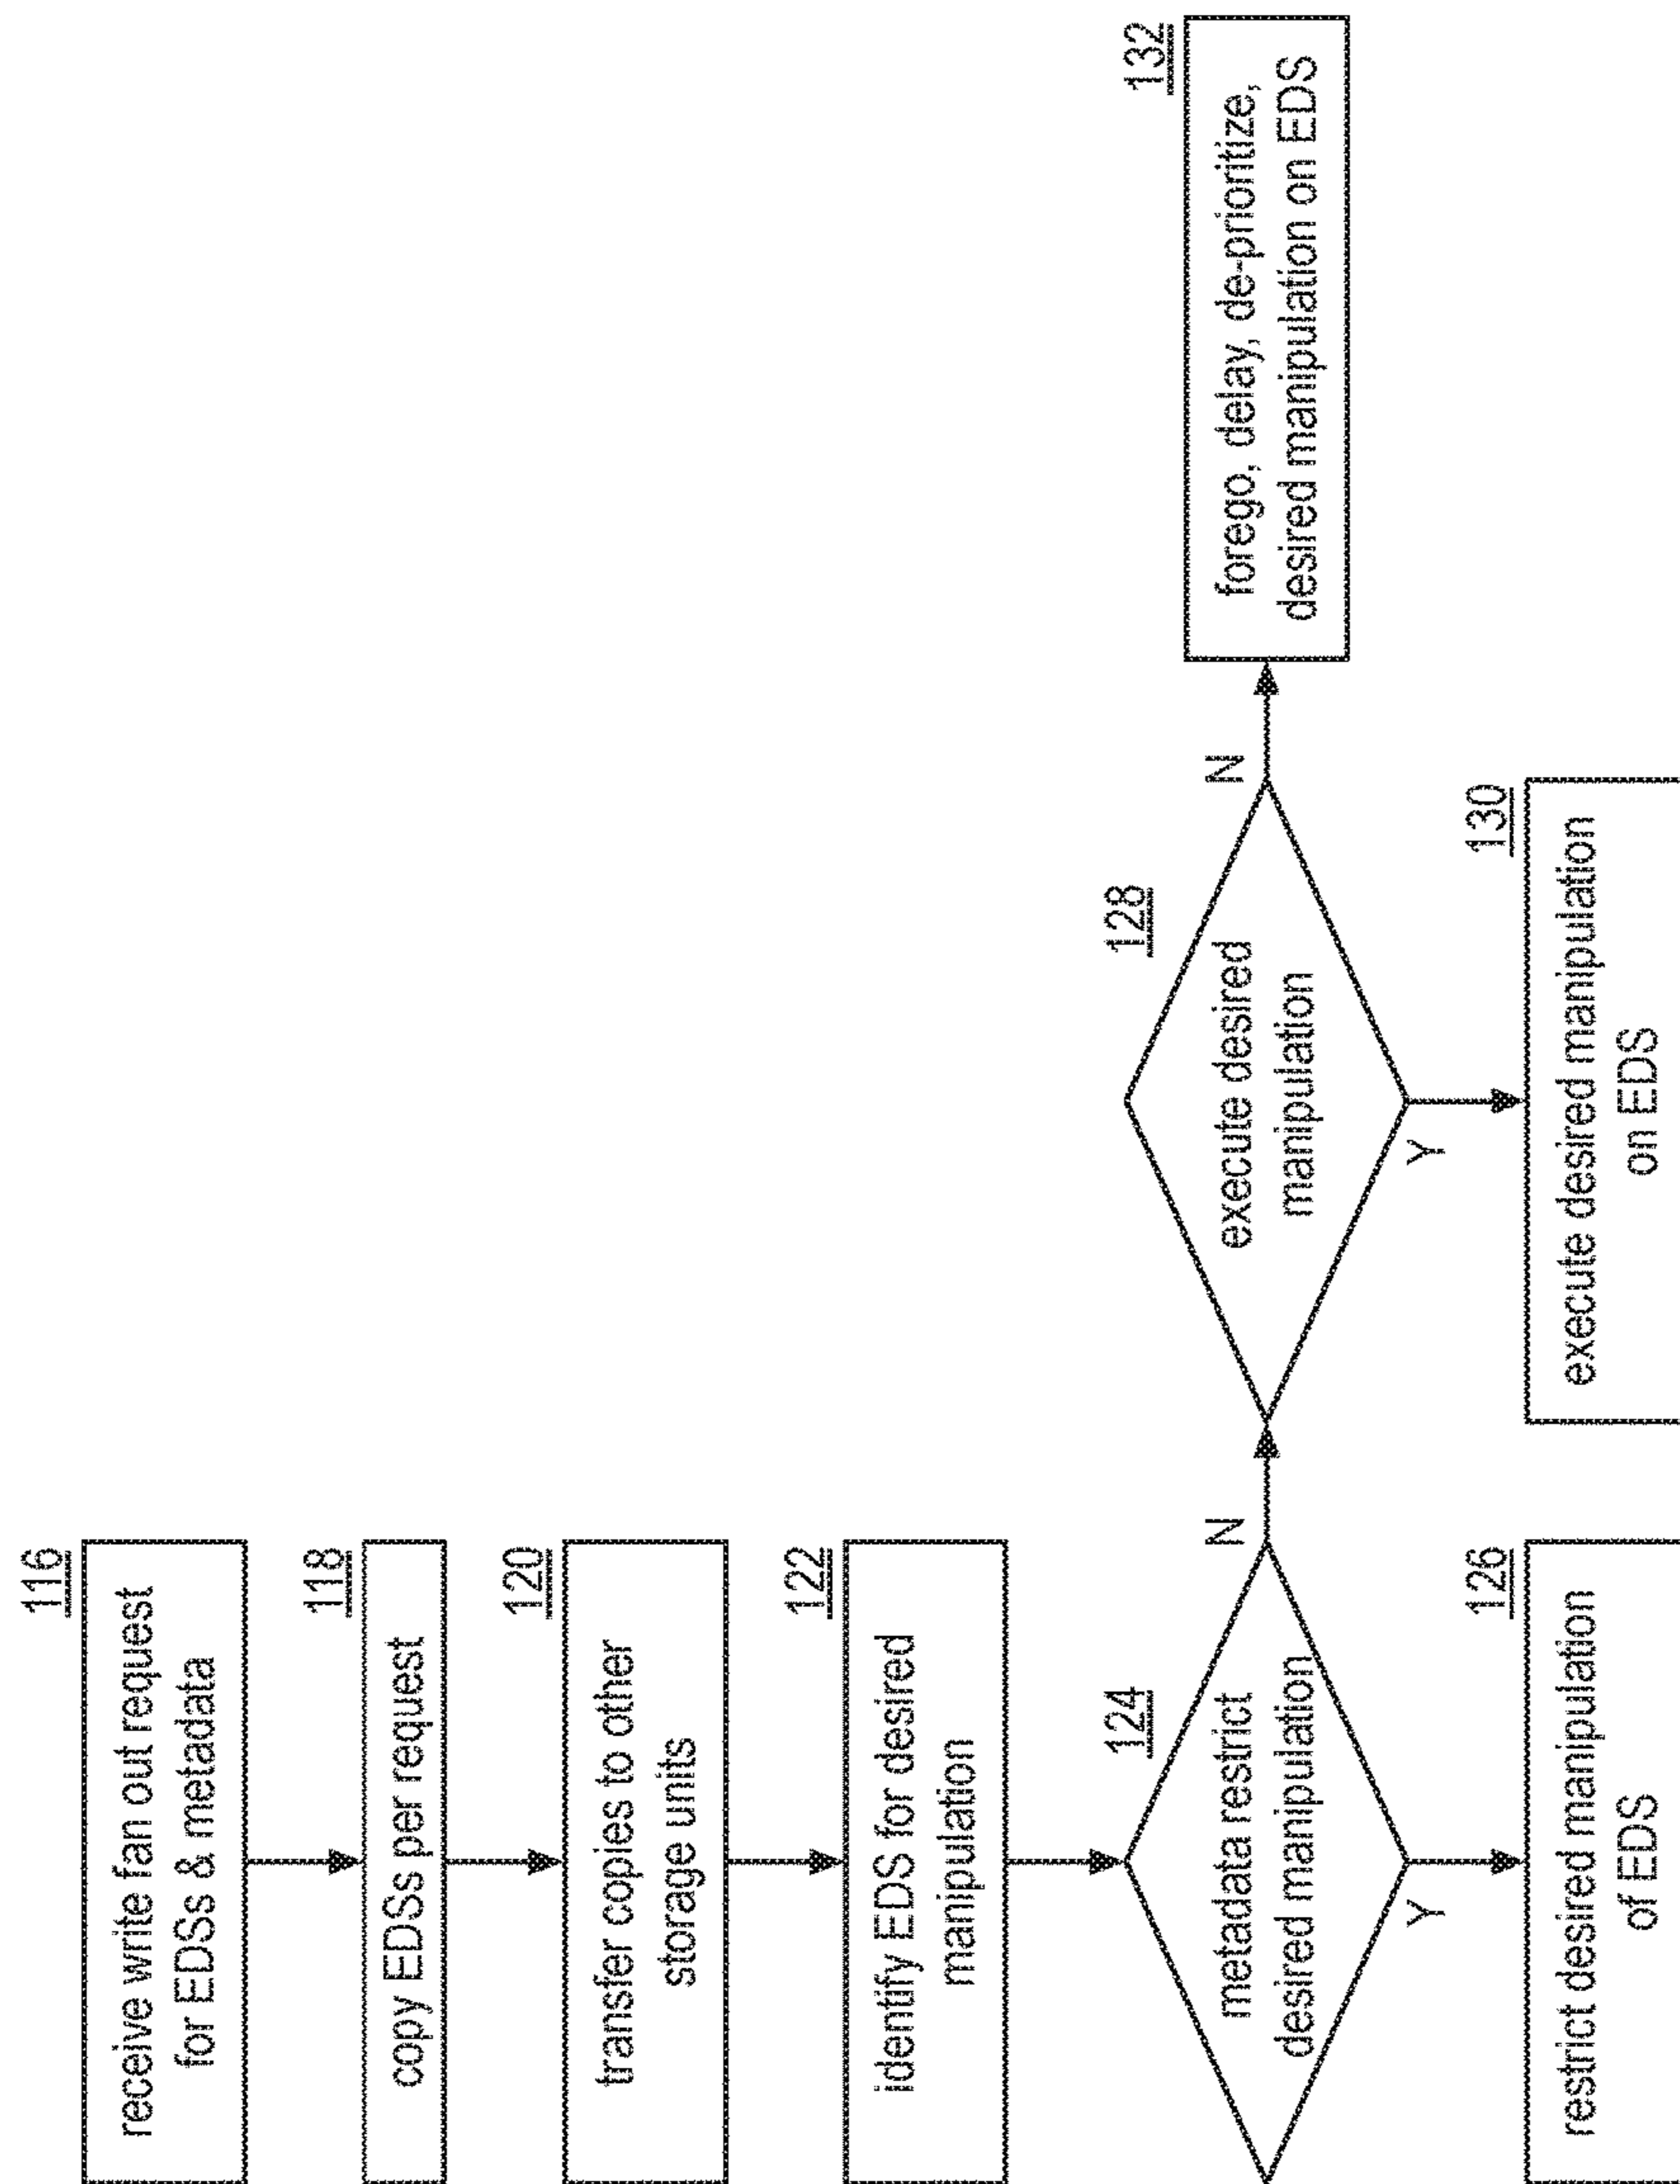 116
receive write fan out request
for EDSs & metadata
118
copy EDSs per request
120
transfer copies to other
storage units
122
identify EDS for desired
manipulation
124
metadata restrict
desired manipulation
N
Y
126
restrict desired manipulation
of EDS
128
execute desired
manipulation
N
Y
130
execute desired manipulation
on EDS
132
forego, delay, de-prioritize,
desired manipulation on EDS